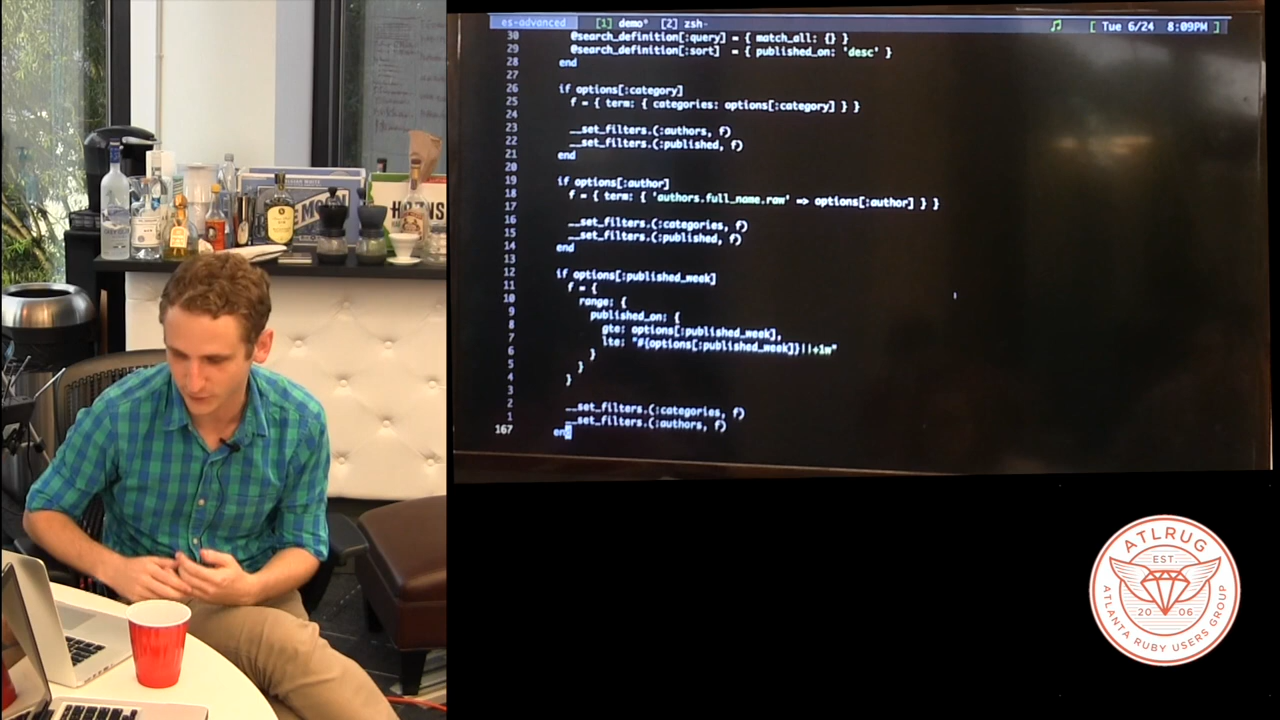 es-advanced [1] demo* [2] zsh- [ Tue 6/24 8:09PM ]
30 @search_definition[:query] = { match_all: {} }
29 @search_definition[:sort] = { published_on: 'desc' }
28 end
27
26 if options[:category]
25 f = { term: { categories: options[:category] } }
24
23 __set_filters.(:authors, f)
22 __set_filters.(:published, f)
21 end
20
19 if options[:author]
18 f = { term: { 'authors.full_name.raw' => options[:author] } }
17
16 __set_filters.(:categories, f)
15 __set_filters.(:published, f)
14 end
13
12 if options[:published_week]
11 f = {
10 range: {
9 published_on: {
8 gte: options[:published_week],
7 lte: "#{options[:published_week]}||+1w"
6 }
5 }
4 }
3
2 __set_filters.(:categories, f)
1 __set_filters.(:authors, f)
167 end
ATLRUG
EST.
20 06
ATLANTA RUBY USERS GROUP